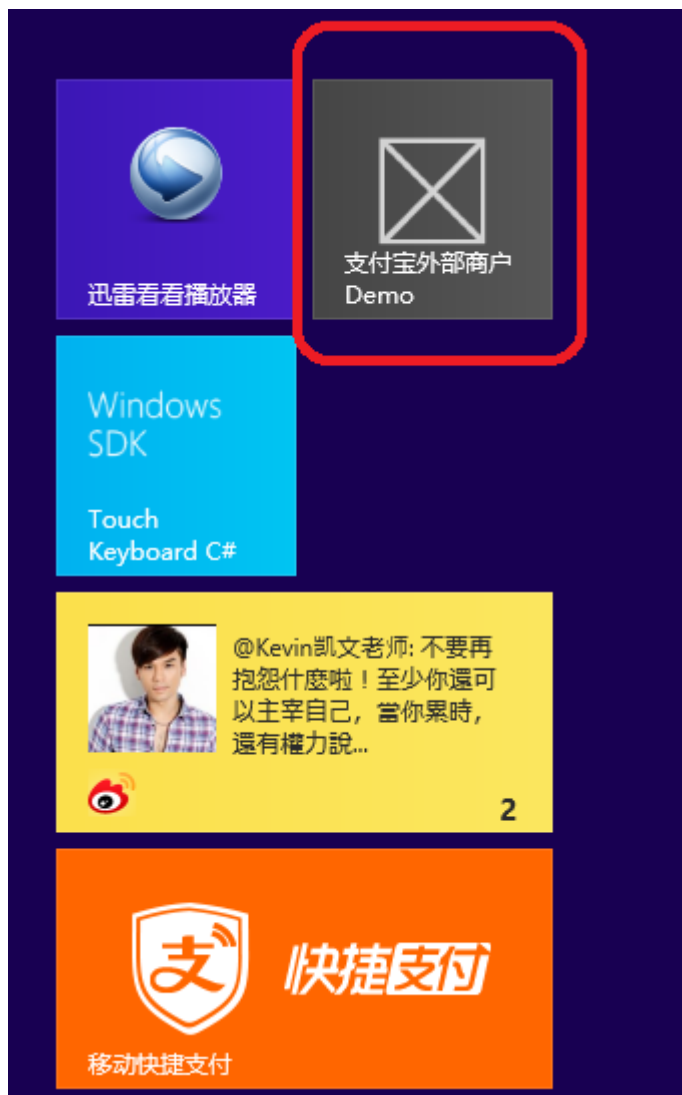 迅雷看看播放器
支付宝外部商户
Demo
Windows
SDK
Touch
Keyboard C#
@Kevin凯文老师: 不要再
抱怨什麼啦！至少你還可
以主宰自己，當你累時，
還有權力說...
2
支 快捷支付
移动快捷支付